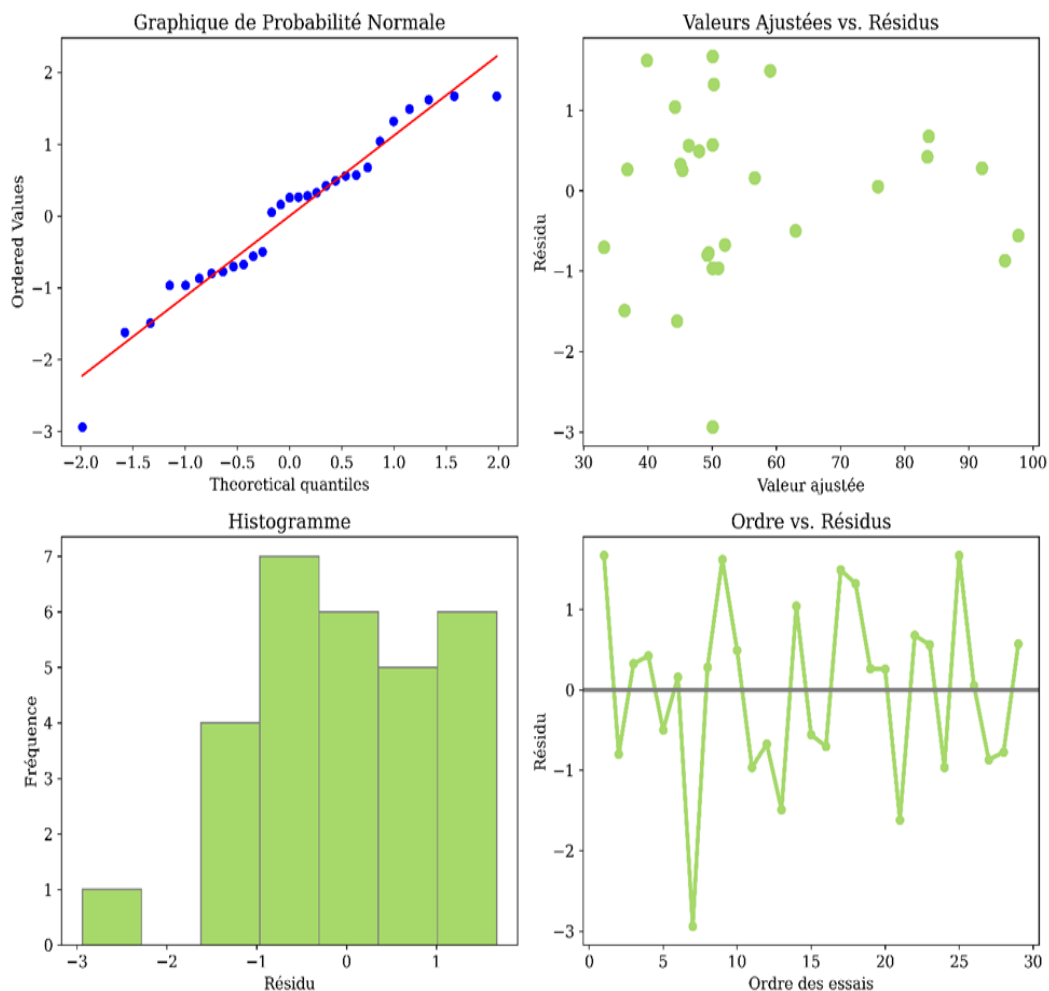 Graphique de Probabilité Normale
2
1
0
−1
−2
−3
Ordered Values
−2.0 −1.5 −1.0 −0.5 0.0 0.5 1.0 1.5 2.0
Theoretical quantiles
Valeurs Ajustées vs. Résidus
1
0
−1
−2
−3
Résidu
30 40 50 60 70 80 90 100
Valeur ajustée
Histogramme
7
6
5
4
3
2
1
0
Fréquence
−3 −2 −1 0 1
Résidu
Ordre vs. Résidus
1
0
−1
−2
−3
Résidu
0 5 10 15 20 25 30
Ordre des essais